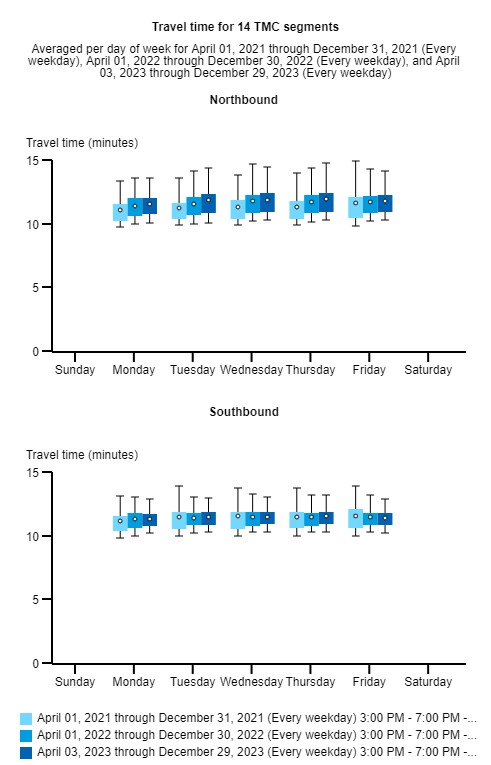 Travel time for 14 TMC segments
Averaged per day of week for April 01, 2021 through December 31, 2021 (Every
weekday), April 01, 2022 through December 30, 2022 (Every weekday), and April
03, 2023 through December 29, 2023 (Every weekday)
Northbound
Travel time (minutes)
15
10
5
0
Sunday Monday Tuesday Wednesday Thursday Friday Saturday
Southbound
Travel time (minutes)
15
10
5
0
Sunday Monday Tuesday Wednesday Thursday Friday Saturday
April 01, 2021 through December 31, 2021 (Every weekday) 3:00 PM - 7:00 PM -...
April 01, 2022 through December 30, 2022 (Every weekday) 3:00 PM - 7:00 PM -...
April 03, 2023 through December 29, 2023 (Every weekday) 3:00 PM - 7:00 PM -...